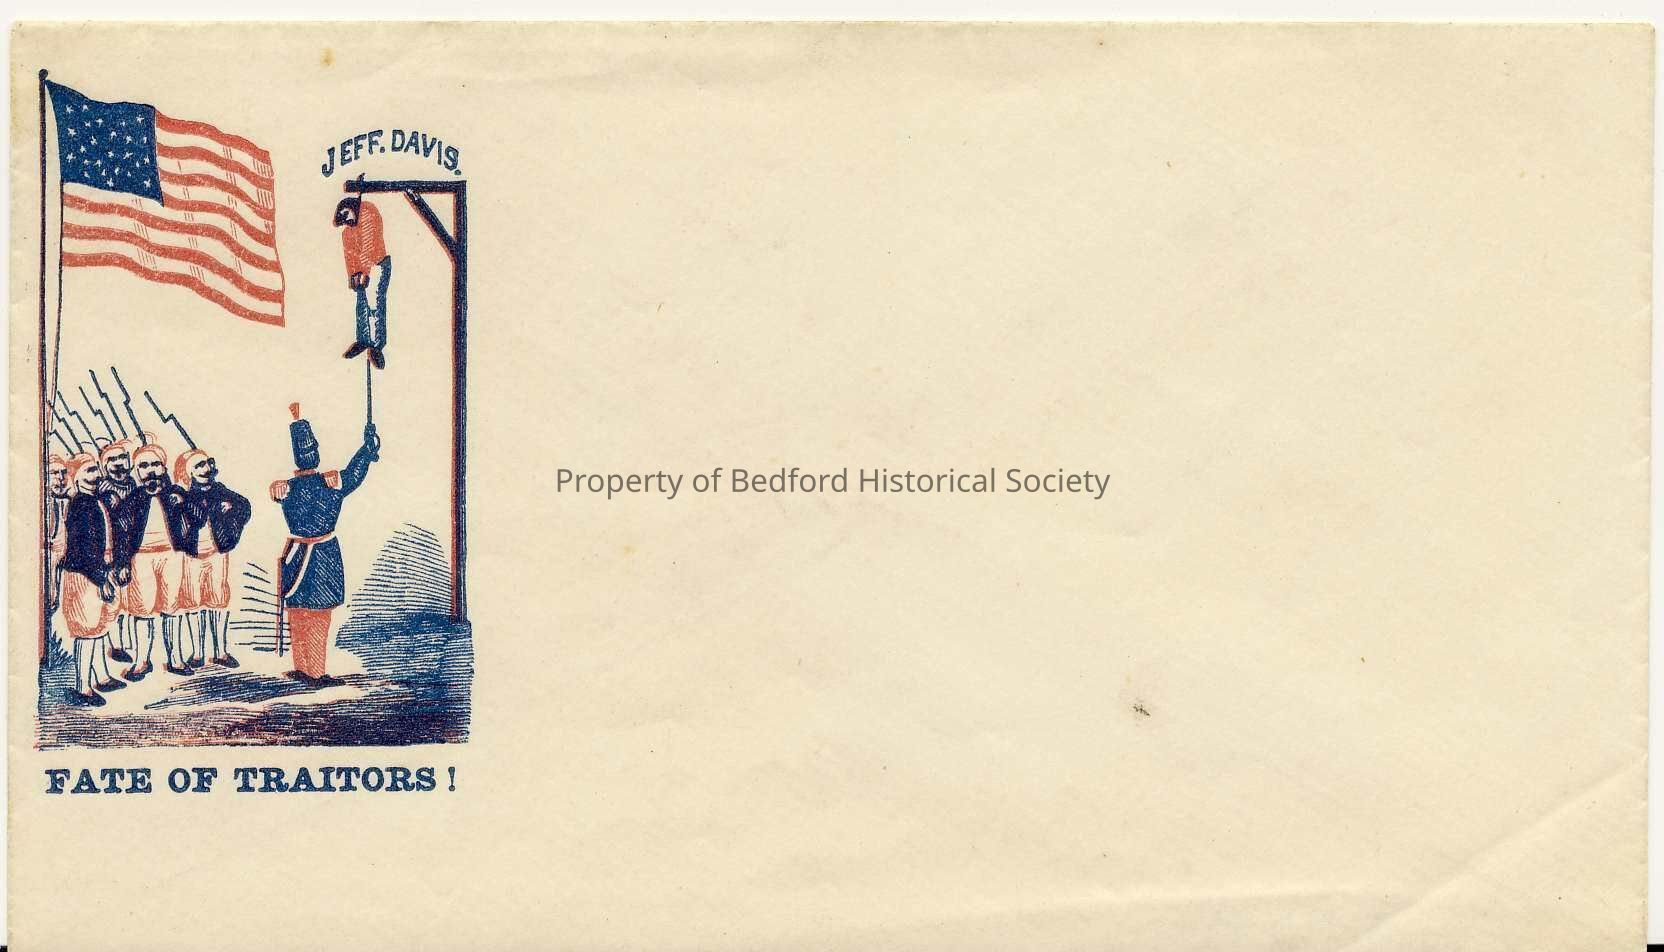 JEFF. DAVIS.
Property of Bedford Historical Society
FATE OF TRAITORS!